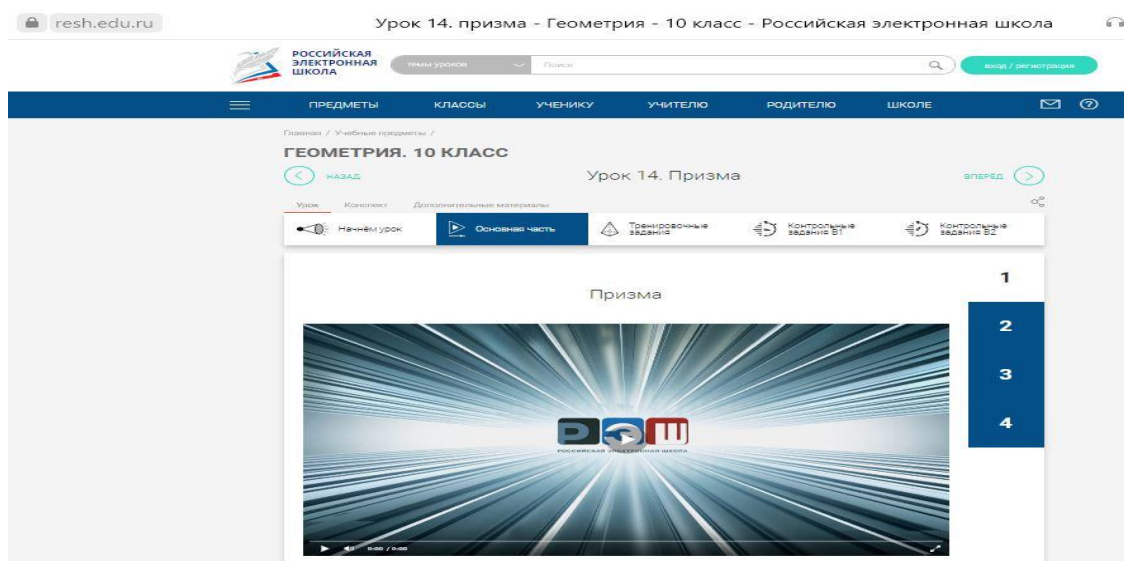 resh.edu.ru
Урок 14. призма - Геометрия - 10 класс - Российская электронная школа
РОССИЙСКАЯ
ЭЛЕКТРОННАЯ
ШКОЛА
темы уроков
Поиск
вход / регистрация
ПРЕДМЕТЫ КЛАССЫ УЧЕНИКУ УЧИТЕЛЮ РОДИТЕЛЮ ШКОЛЕ
Главная / Учебные предметы /
ГЕОМЕТРИЯ. 10 КЛАСС
НАЗАД
Урок 14. Призма
ВПЕРЁД
Урок Конспект Дополнительные материалы
Начнём урок
Основная часть
Тренировочные
задания
Контрольные
задания В1
Контрольные
задания В2
Призма
1
2
3
4
РЭШ
РОССИЙСКАЯ ЭЛЕКТРОННАЯ ШКОЛА
0:00 / 0:00